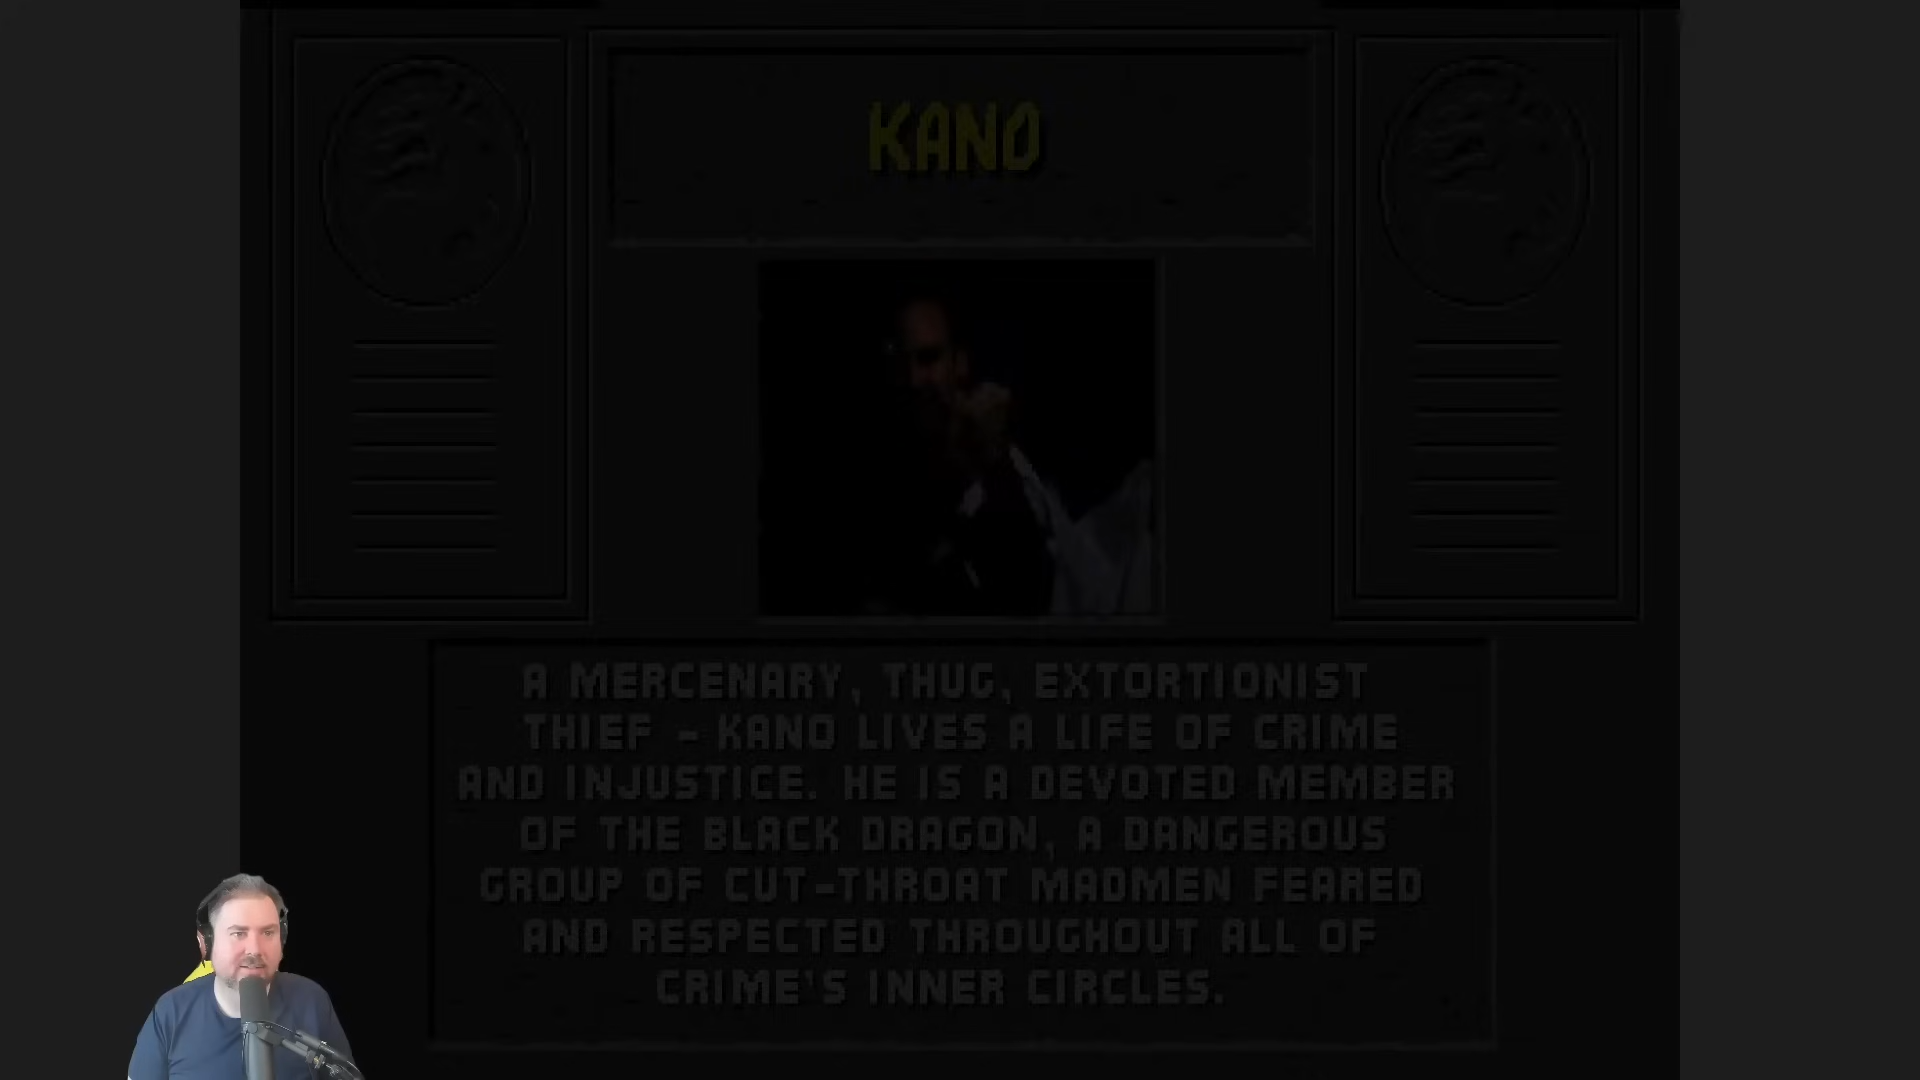 KANO
A MERCENARY, THUG, EXTORTIONIST
THIEF - KANO LIVES A LIFE OF CRIME
AND INJUSTICE. HE IS A DEVOTED MEMBER
OF THE BLACK DRAGON, A DANGEROUS
GROUP OF CUT-THROAT MADMEN FEARED
AND RESPECTED THROUGHOUT ALL OF
CRIME'S INNER CIRCLES.